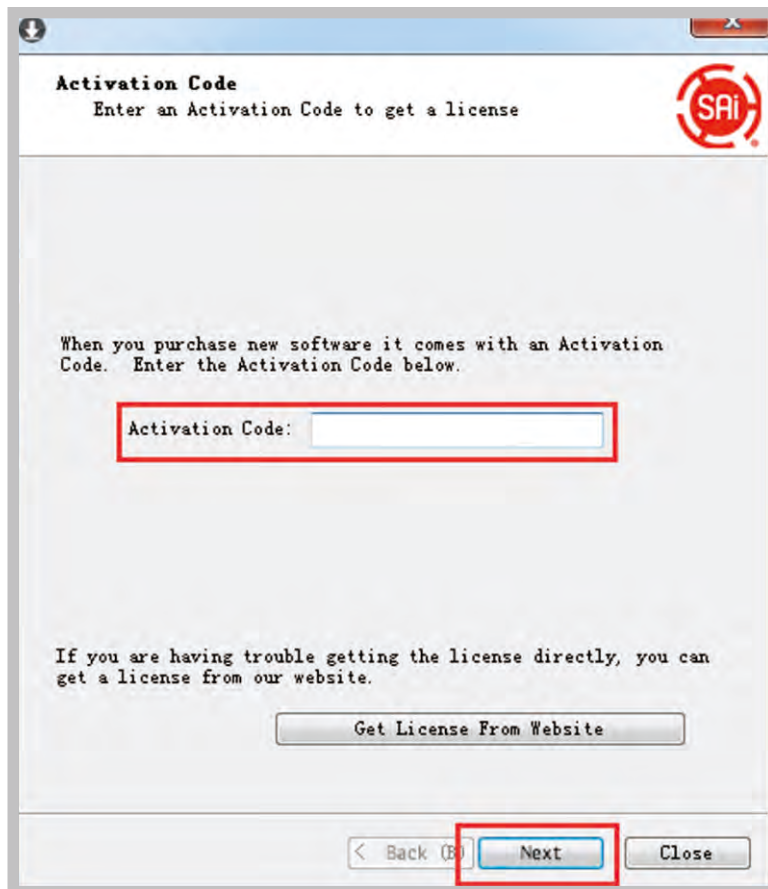 Activation Code
Enter an Activation Code to get a license
SAi
When you purchase new software it comes with an Activation
Code. Enter the Activation Code below.
Activation Code:
If you are having trouble getting the license directly, you can
get a license from our website.
Get License From Website
< Back (B)
Next
Close